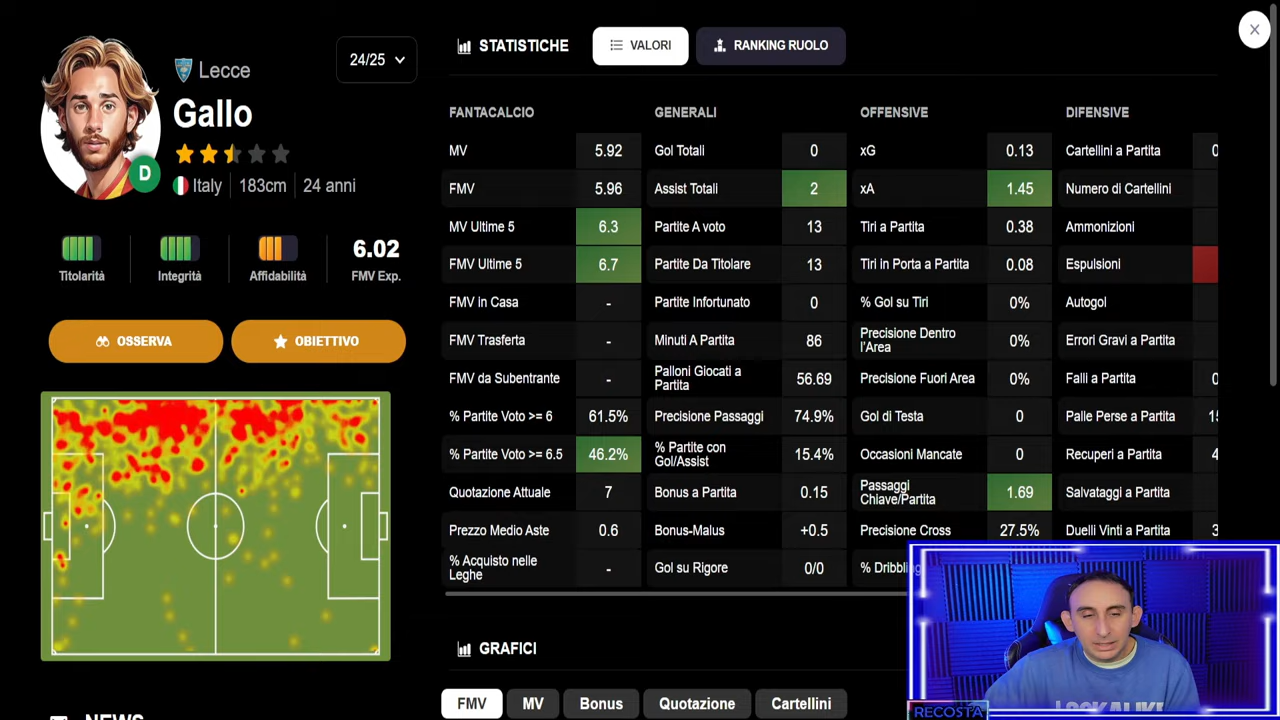 Lecce
Gallo
D
Italy 183cm 24 anni
24/25
Titolarità
Integrità
Affidabilità
6.02
FMV Exp.
OSSERVA
OBIETTIVO
NEWS
STATISTICHE
VALORI
RANKING RUOLO
FANTACALCIO
MV 5.92
FMV 5.96
MV Ultime 5 6.3
FMV Ultime 5 6.7
FMV in Casa -
FMV Trasferta -
FMV da Subentrante -
% Partite Voto >= 6 61.5%
% Partite Voto >= 6.5 46.2%
Quotazione Attuale 7
Prezzo Medio Aste 0.6
% Acquisto nelle
Leghe -
GENERALI
Gol Totali 0
Assist Totali 2
Partite A voto 13
Partite Da Titolare 13
Partite Infortunato 0
Minuti A Partita 86
Palloni Giocati a
Partita 56.69
Precisione Passaggi 74.9%
% Partite con
Gol/Assist 15.4%
Bonus a Partita 0.15
Bonus-Malus +0.5
Gol su Rigore 0/0
OFFENSIVE
xG 0.13
xA 1.45
Tiri a Partita 0.38
Tiri in Porta a Partita 0.08
% Gol su Tiri 0%
Precisione Dentro
l'Area 0%
Precisione Fuori Area 0%
Gol di Testa 0
Occasioni Mancate 0
Passaggi
Chiave/Partita 1.69
Precisione Cross 27.5%
% Dribbling
DIFENSIVE
Cartellini a Partita 0
Numero di Cartellini
Ammonizioni
Espulsioni
Autogol
Errori Gravi a Partita
Falli a Partita 0
Palle Perse a Partita 15
Recuperi a Partita 4
Salvataggi a Partita
Duelli Vinti a Partita 3
GRAFICI
FMV
MV
Bonus
Quotazione
Cartellini
LOOK ALIKE
RECOSTA